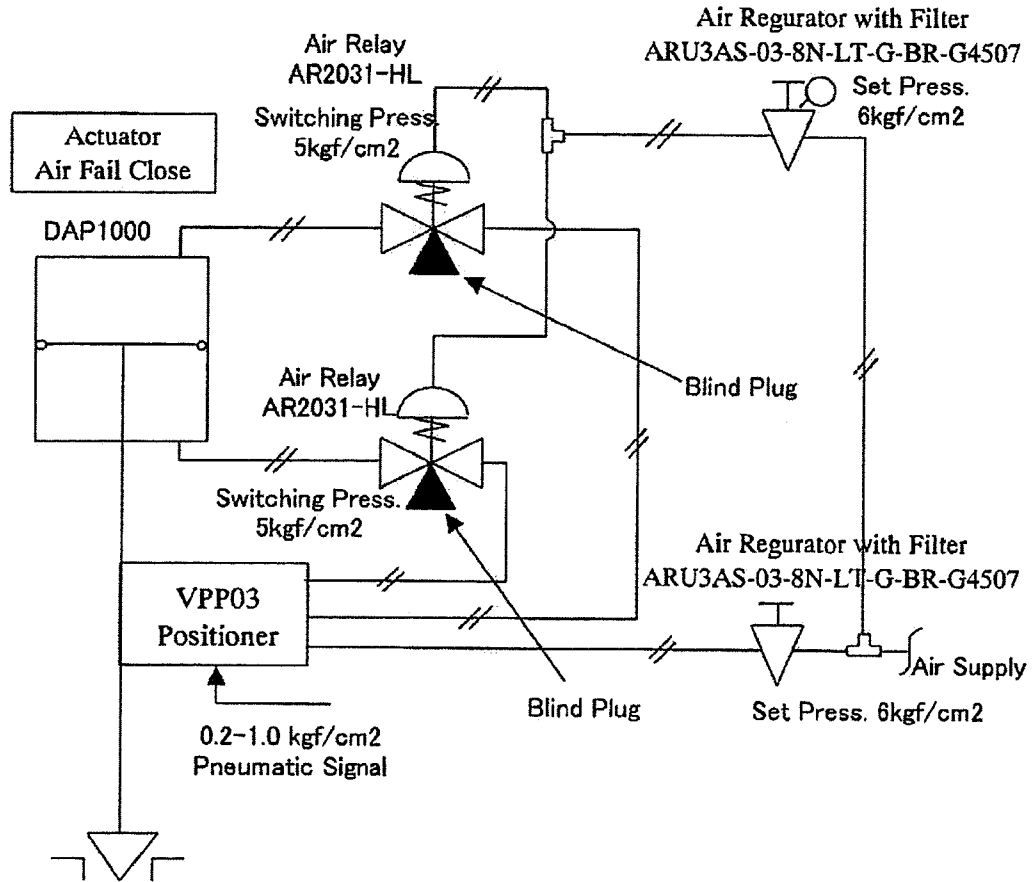 Air Regurator with Filter
ARU3AS-03-8N-LT-G-BR-G4507
Set Press.
6kgf/cm2
Air Relay
AR2031-HL
Switching Press.
5kgf/cm2
Actuator
Air Fail Close
DAP1000
Blind Plug
Air Relay
AR2031-HL
Switching Press.
5kgf/cm2
Air Regurator with Filter
ARU3AS-03-8N-LT-G-BR-G4507
VPP03
Positioner
Air Supply
Blind Plug
Set Press. 6kgf/cm2
0.2-1.0 kgf/cm2
Pneumatic Signal